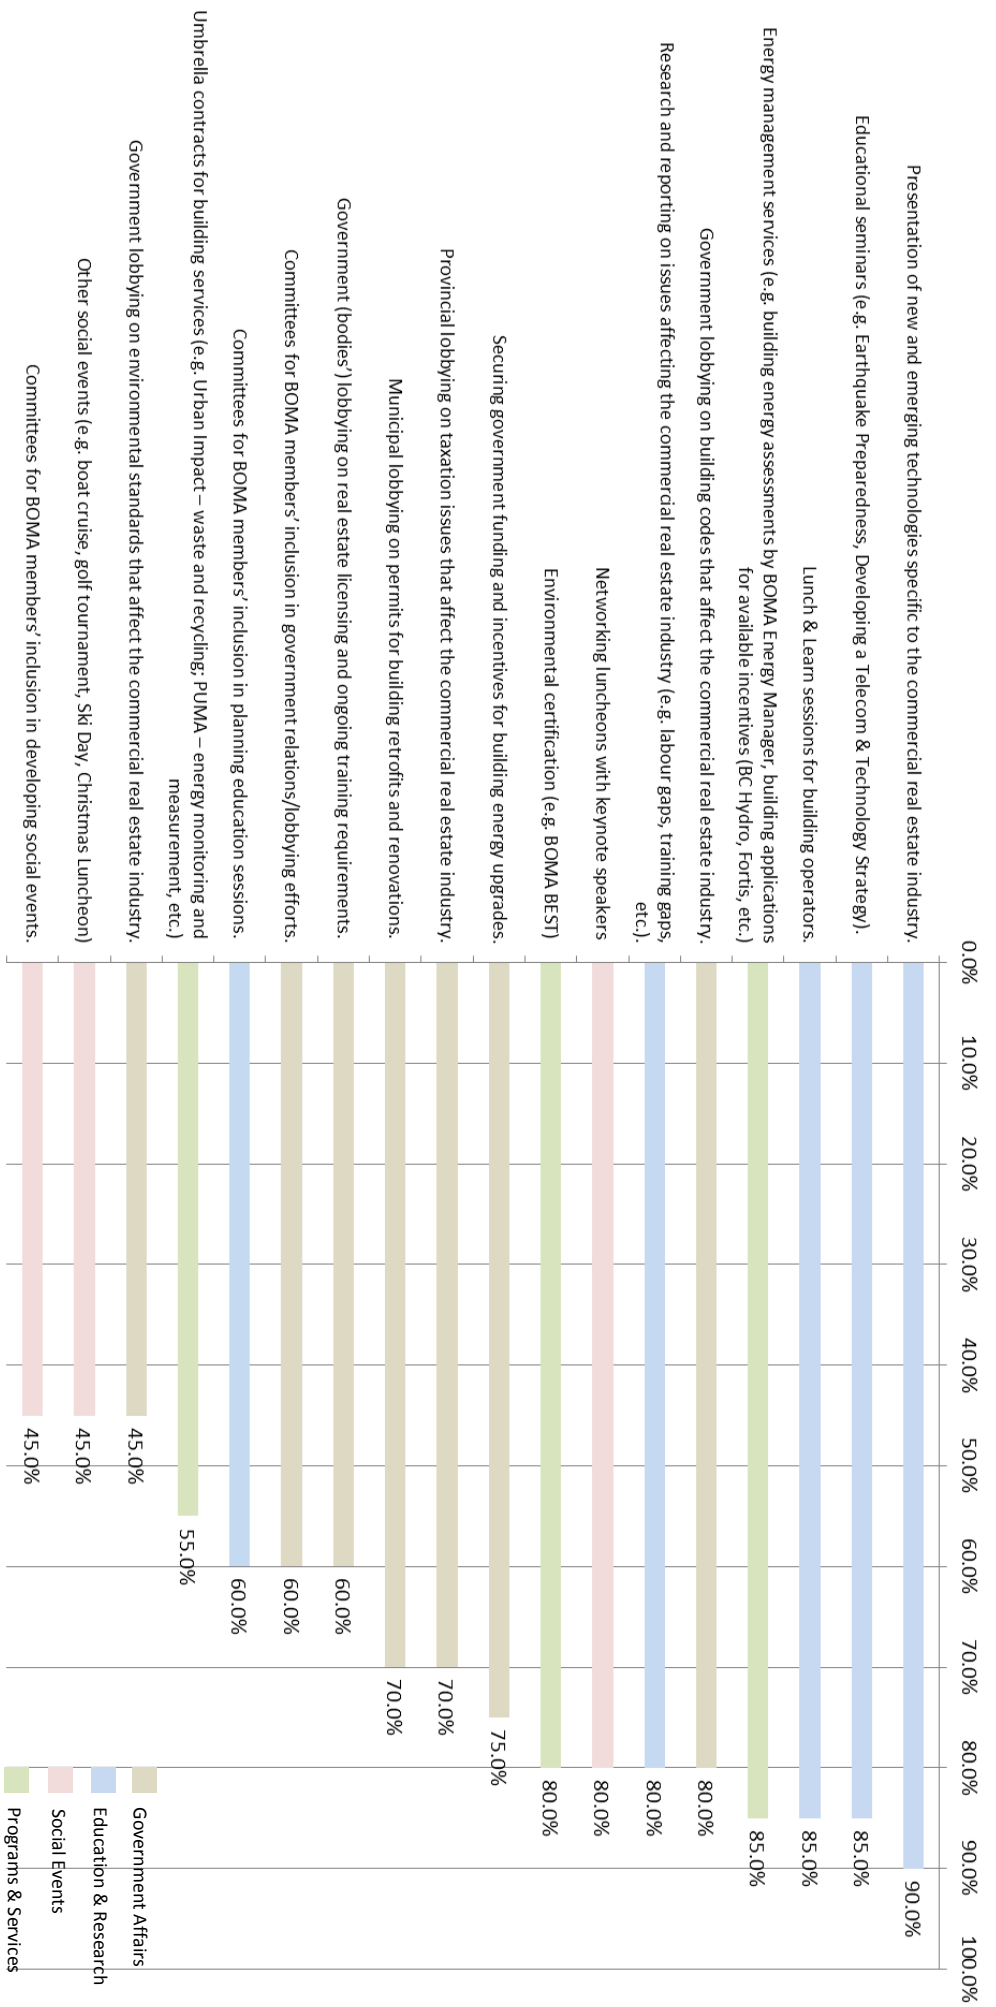 0.0%
10.0%
20.0%
30.0%
40.0%
50.0%
60.0%
70.0%
80.0%
90.0%
100.0%
Presentation of new and emerging technologies specific to the commercial real estate industry.
90.0%
Educational seminars (e.g. Earthquake Preparedness, Developing a Telecom & Technology Strategy).
85.0%
Lunch & Learn sessions for building operators.
85.0%
Energy management services (e.g. building energy assessments by BOMA Energy Manager, building applications
for available incentives (BC Hydro, Fortis, etc.)
85.0%
Government lobbying on building codes that affect the commercial real estate industry.
80.0%
Research and reporting on issues affecting the commercial real estate industry (e.g. labour gaps, training gaps,
etc.).
80.0%
Networking luncheons with keynote speakers
80.0%
Environmental certification (e.g. BOMA BEST)
80.0%
Securing government funding and incentives for building energy upgrades.
75.0%
Provincial lobbying on taxation issues that affect the commercial real estate industry.
70.0%
Municipal lobbying on permits for building retrofits and renovations.
70.0%
Government (bodies’) lobbying on real estate licensing and ongoing training requirements.
60.0%
Committees for BOMA members’ inclusion in government relations/lobbying efforts.
60.0%
Committees for BOMA members’ inclusion in planning education sessions.
60.0%
Umbrella contracts for building services (e.g. Urban Impact – waste and recycling; PUMA – energy monitoring and
measurement, etc.)
55.0%
Government lobbying on environmental standards that affect the commercial real estate industry.
45.0%
Other social events (e.g. boat cruise, golf tournament, Ski Day, Christmas Luncheon)
45.0%
Committees for BOMA members’ inclusion in developing social events.
45.0%
Government Affairs
Education & Research
Social Events
Programs & Services